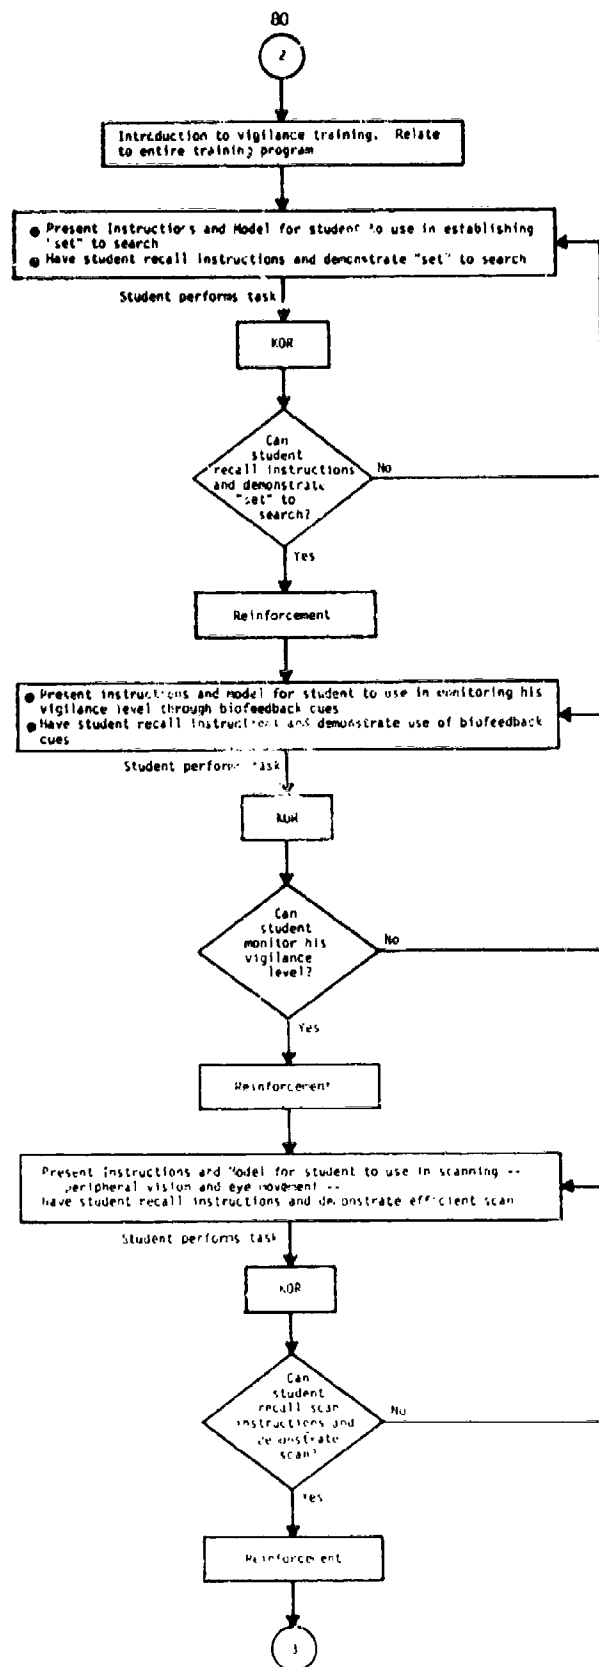 80
2
Introduction to vigilance training. Relate
to entire training program
● Present Instructions and Model for student to use in establishing
"set" to search
● Have student recall instructions and demonstrate "set" to search
Student performs task
KOR
Can
student
recall instructions
and demonstrate
"set" to
search?
No
Yes
Reinforcement
● Present instructions and model for student to use in monitoring his
vigilance level through biofeedback cues
● Have student recall instructions and demonstrate use of biofeedback
cues
Student performs task
KOR
Can
student
monitor his
vigilance
level?
No
Yes
Reinforcement
Present Instructions and Model for student to use in scanning --
peripheral vision and eye movement --
Have student recall instructions and demonstrate efficient scan
Student performs task
KOR
Can
student
recall scan
instructions and
demonstrate
scan?
No
Yes
Reinforcement
3